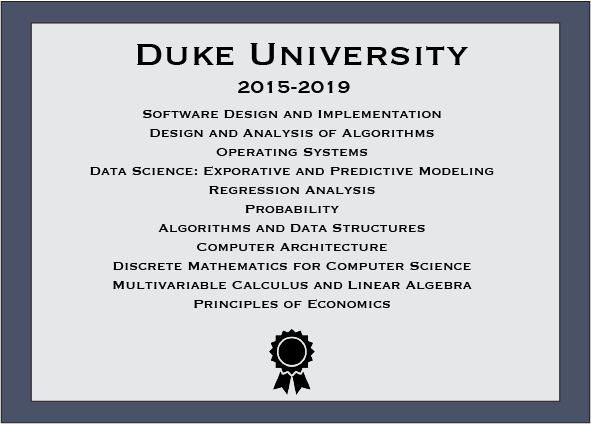 Duke University
2015-2019
Software Design and Implementation
Design and Analysis of Algorithms
Operating Systems
Data Science: Exporative and Predictive Modeling
Regression Analysis
Probability
Algorithms and Data Structures
Computer Architecture
Discrete Mathematics for Computer Science
Multivariable Calculus and Linear Algebra
Principles of Economics